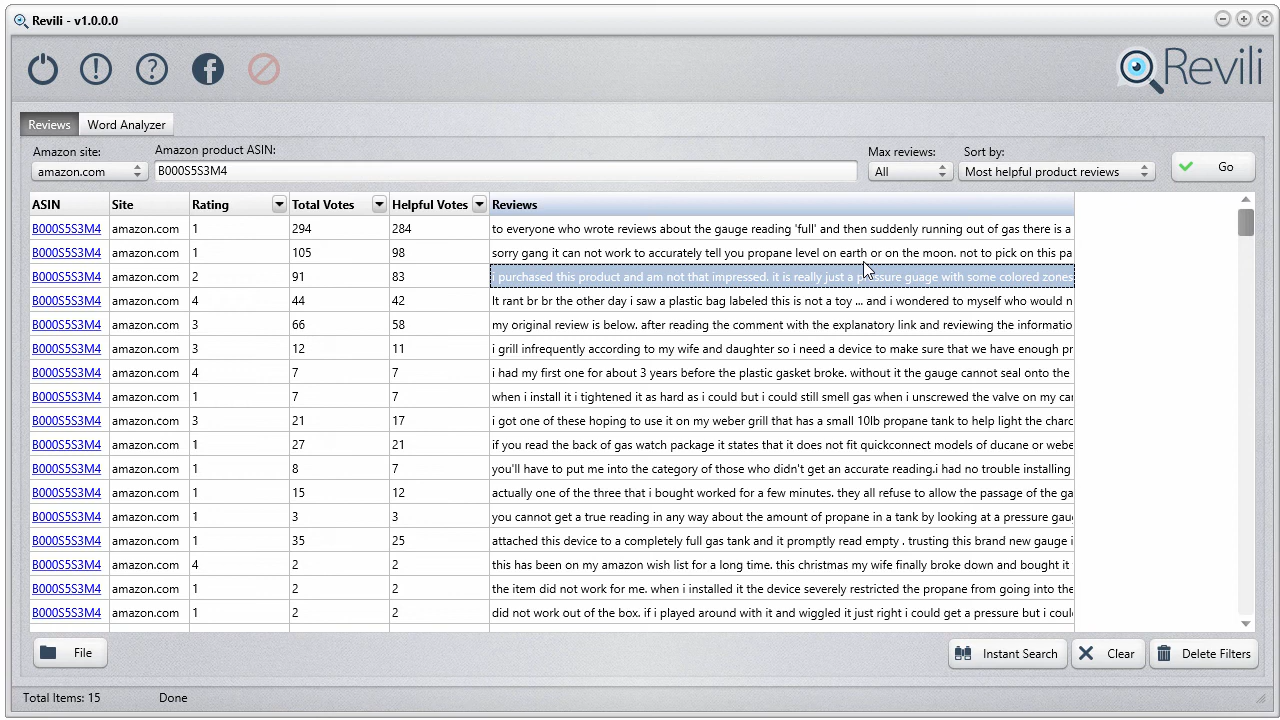 Revili - v1.0.0.0
Revili
Reviews Word Analyzer
Amazon site: Amazon product ASIN: Max reviews: Sort by:
amazon.com B000S5S3M4 All Most helpful product reviews Go
ASIN Site Rating Total Votes Helpful Votes Reviews
B000S5S3M4 amazon.com 1 294 284 to everyone who wrote reviews about the gauge reading 'full' and then suddenly running out of gas there is a
B000S5S3M4 amazon.com 1 105 98 sorry gang it can not work to accurately tell you propane level on earth or on the moon. not to pick on this pa
B000S5S3M4 amazon.com 2 91 83 purchased this product and am not that impressed. it is really just a pressure guage with some colored zones
B000S5S3M4 amazon.com 4 44 42 lt rant br br the other day i saw a plastic bag labeled this is not a toy ... and i wondered to myself who would n
B000S5S3M4 amazon.com 3 66 58 my original review is below. after reading the comment with the explanatory link and reviewing the informatio
B000S5S3M4 amazon.com 3 12 11 i grill infrequently according to my wife and daughter so i need a device to make sure that we have enough pr
B000S5S3M4 amazon.com 4 7 7 i had my first one for about 3 years before the plastic gasket broke. without it the gauge cannot seal onto the
B000S5S3M4 amazon.com 1 7 7 when i install it i tightened it as hard as i could but i could still smell gas when i unscrewed the valve on my car
B000S5S3M4 amazon.com 3 21 17 i got one of these hoping to use it on my weber grill that has a small 10lb propane tank to help light the charc
B000S5S3M4 amazon.com 1 27 21 if you read the back of gas watch package it states that it does not fit quickconnect models of ducane or webe
B000S5S3M4 amazon.com 1 8 7 you'll have to put me into the category of those who didn't get an accurate reading.i had no trouble installing
B000S5S3M4 amazon.com 1 15 12 actually one of the three that i bought worked for a few minutes. they all refuse to allow the passage of the ga
B000S5S3M4 amazon.com 1 3 3 you cannot get a true reading in any way about the amount of propane in a tank by looking at a pressure gau
B000S5S3M4 amazon.com 1 35 25 attached this device to a completely full gas tank and it promptly read empty . trusting this brand new gauge i
B000S5S3M4 amazon.com 4 2 2 this has been on my amazon wish list for a long time. this christmas my wife finally broke down and bought it
B000S5S3M4 amazon.com 1 2 2 the item did not work for me. when i installed it the device severely restricted the propane from going into the
B000S5S3M4 amazon.com 1 2 2 did not work out of the box. if i played around with it and wiggled it just right i could get a pressure but i coul
File Instant Search Clear Delete Filters
Total Items: 15 Done